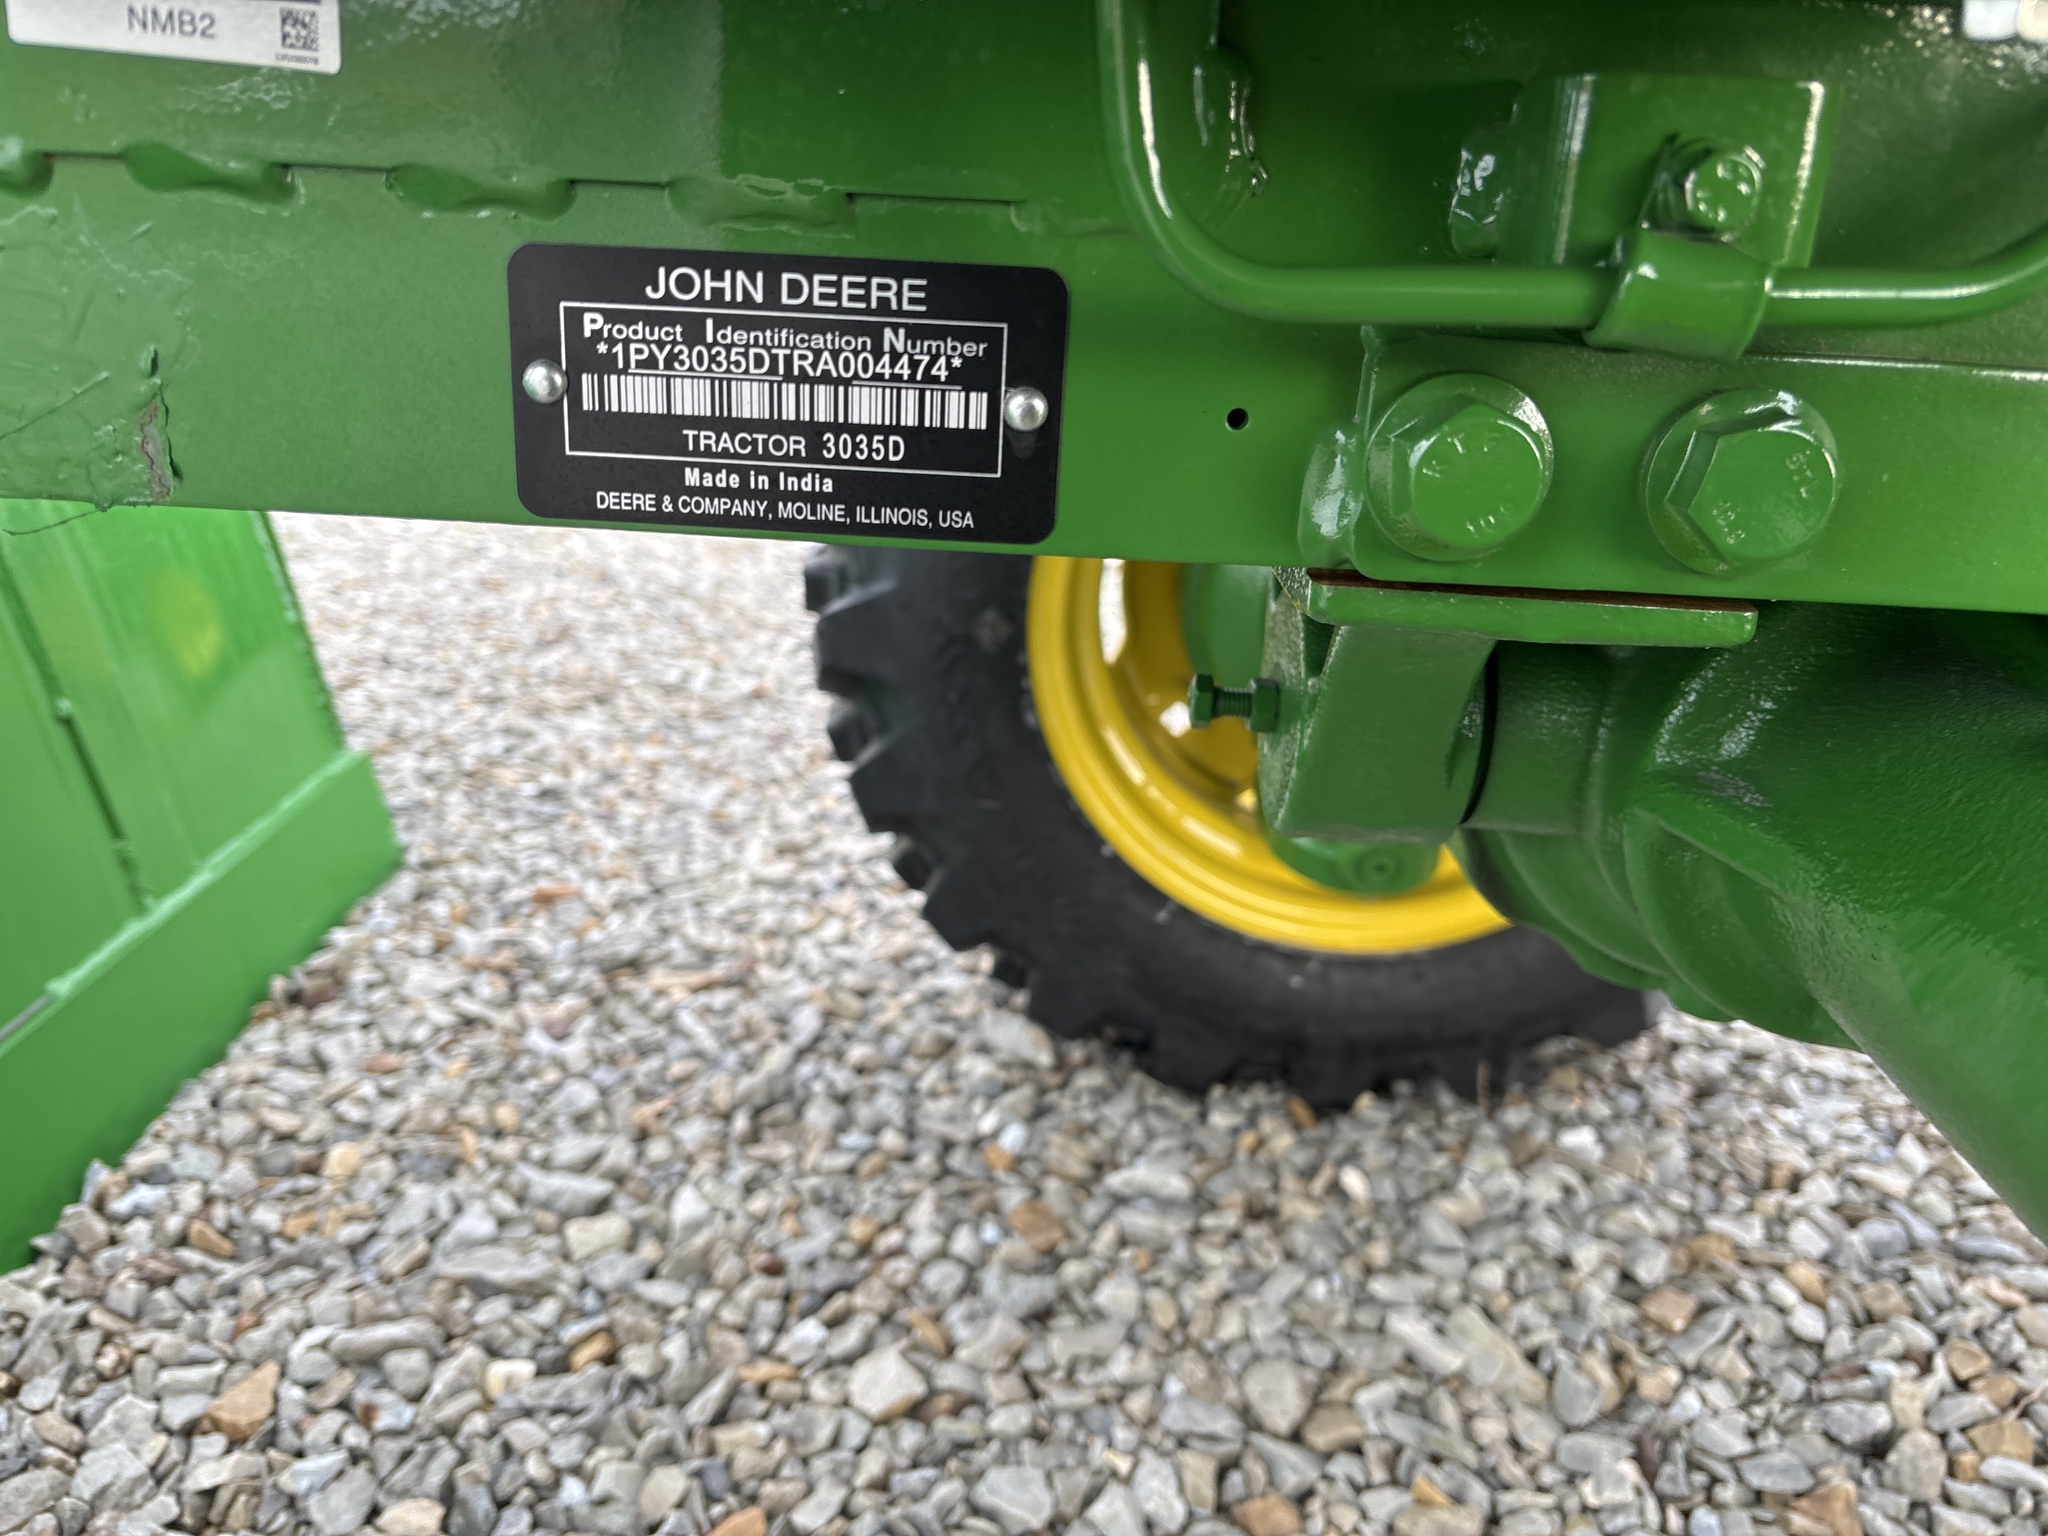 NMB2
JOHN DEERE
Product Identification Number
*1PY3035DTRA004474*
TRACTOR 3035D
Made in India
DEERE & COMPANY, MOLINE, ILLINOIS, USA